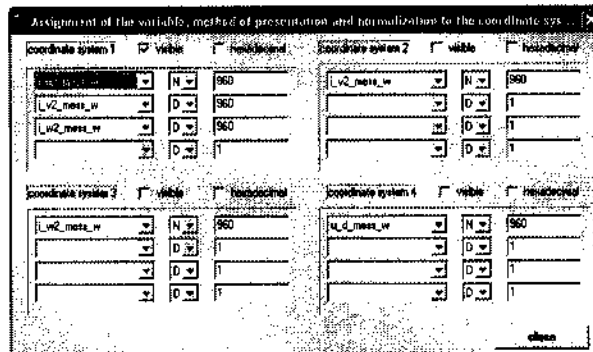 Assignment of the variable, method of presentation and normalization to the coordinate sys ...
coordinate system 1 visible hexadecimal
N 960
i_v2_mess_w D 960
i_w2_mess_w D 960
D 1
coordinate system 2 visible hexadecimal
i_v2_mess_w N 960
D 1
D 1
D 1
coordinate system 3 visible hexadecimal
i_w2_mess_w N 960
D 1
D 1
D 1
coordinate system 4 visible hexadecimal
u_d_mess_w N 960
D 1
D 1
D 1
close